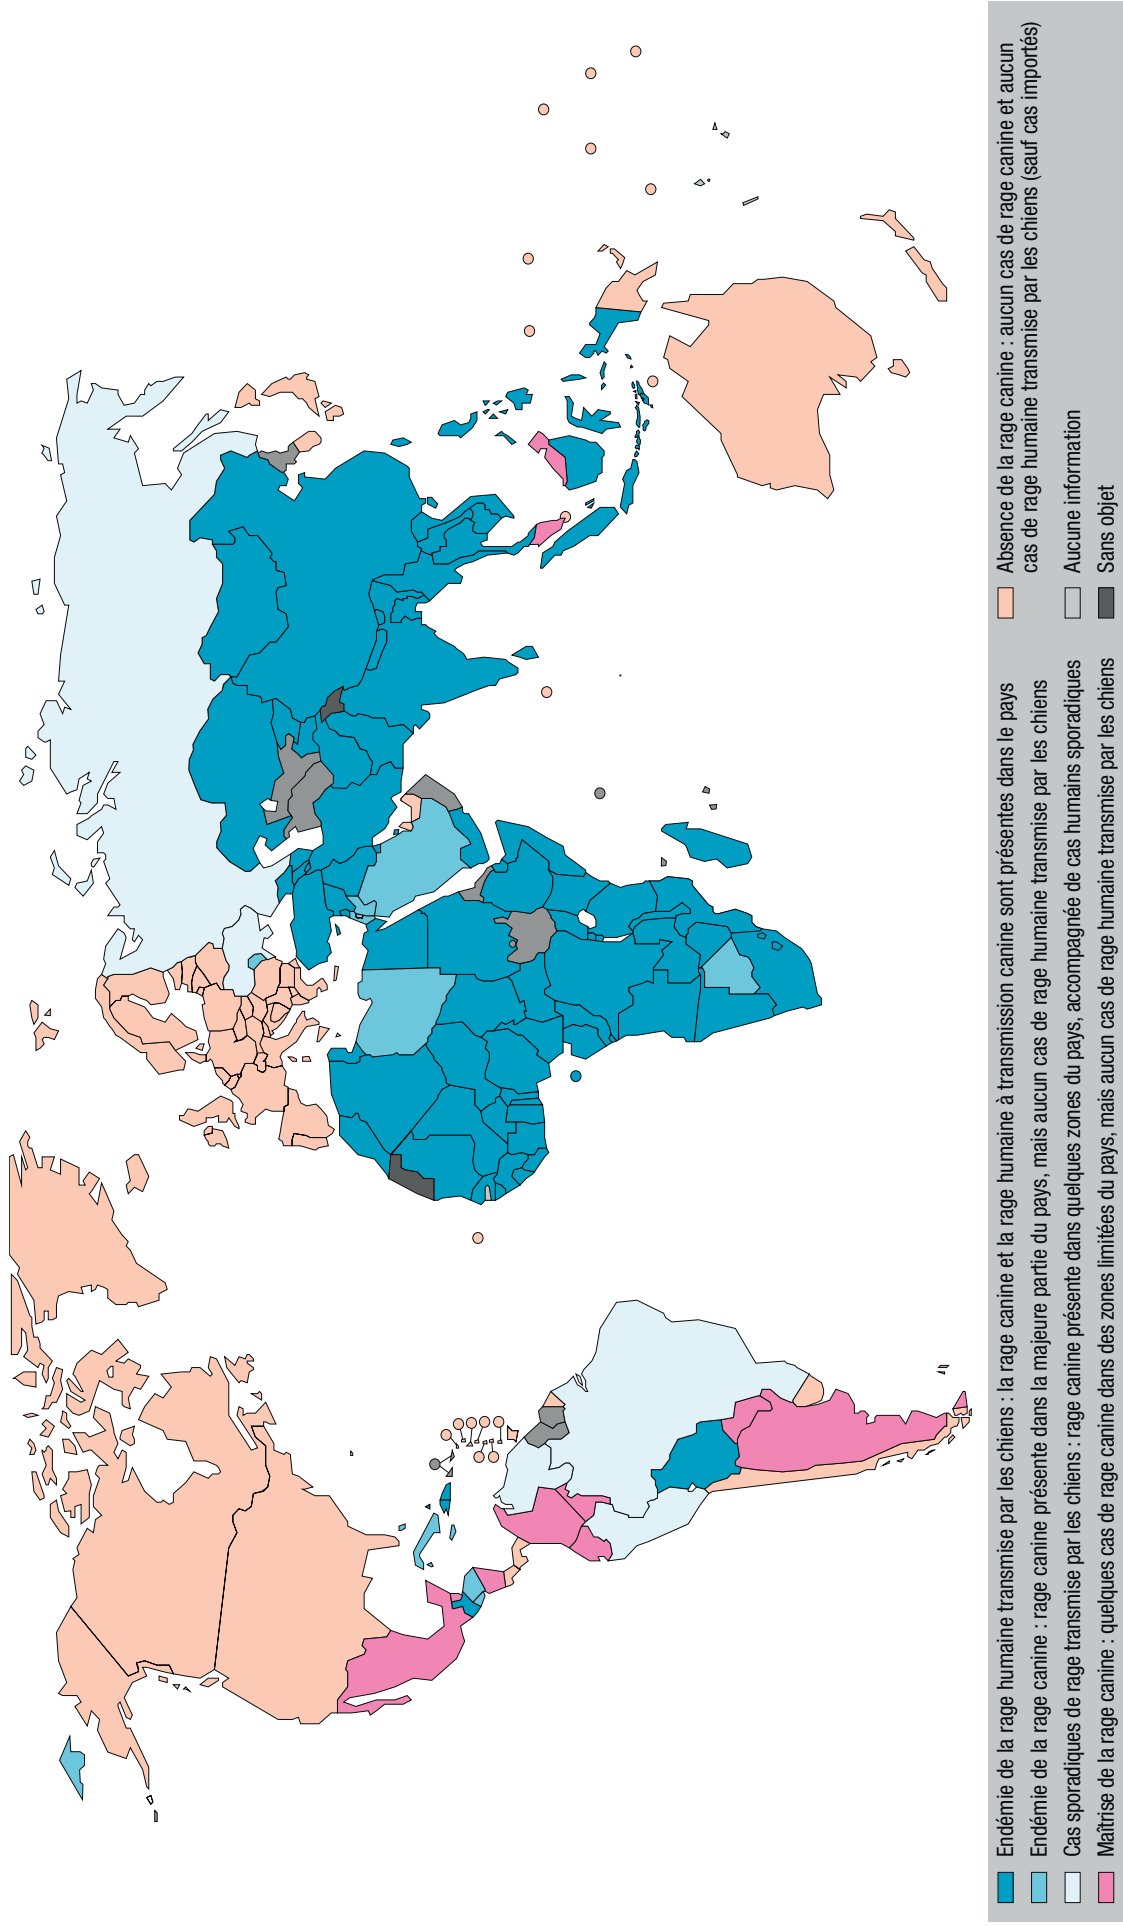 Endémie de la rage humaine transmise par les chiens : la rage canine et la rage humaine à transmission canine sont présentes dans le pays
Endémie de la rage canine : rage canine présente dans la majeure partie du pays, mais aucun cas de rage humaine transmise par les chiens
Cas sporadiques de rage transmise par les chiens : rage canine présente dans quelques zones du pays, accompagnée de cas humains sporadiques
Maîtrise de la rage canine : quelques cas de rage canine dans des zones limitées du pays, mais aucun cas de rage humaine transmise par les chiens
Absence de la rage canine : aucun cas de rage canine et aucun
cas de rage humaine transmise par les chiens (sauf cas importés)
Aucune information
Sans objet